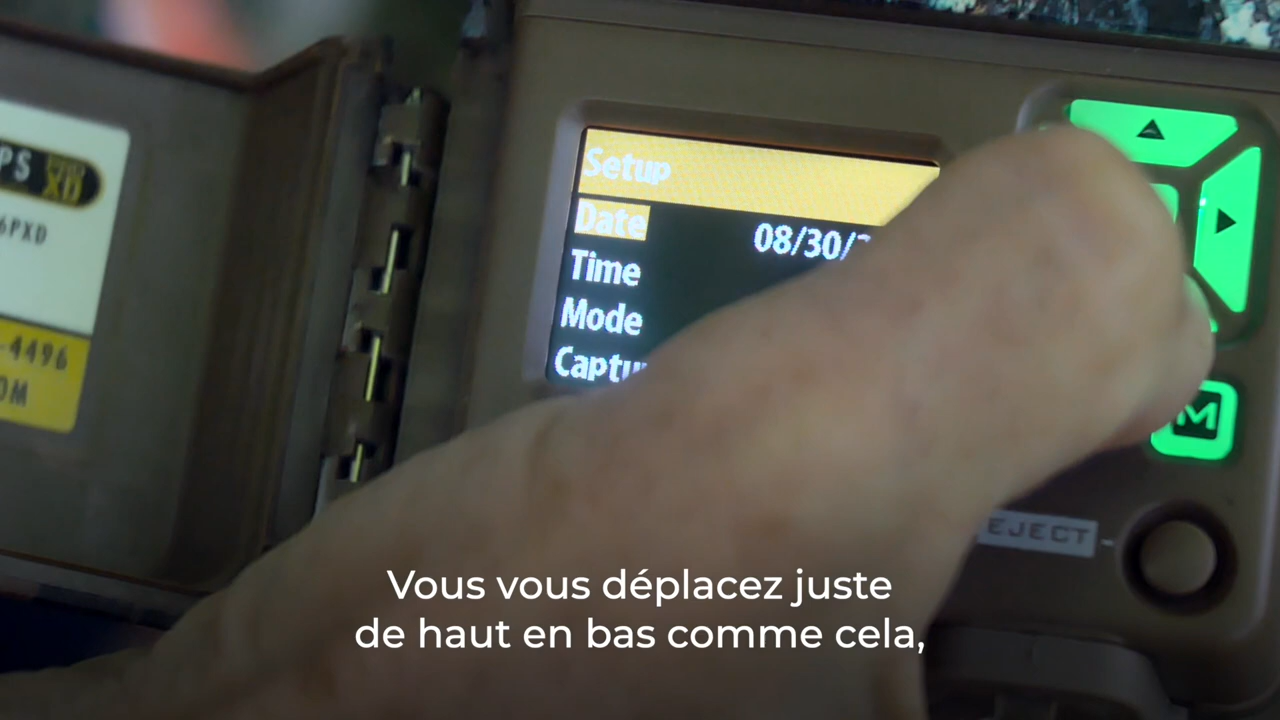 PS XD
6PXD
-4496
OM
Setup
Date 08/30/
Time
Mode
Captu
M
EJECT
Vous vous déplacez juste
de haut en bas comme cela,